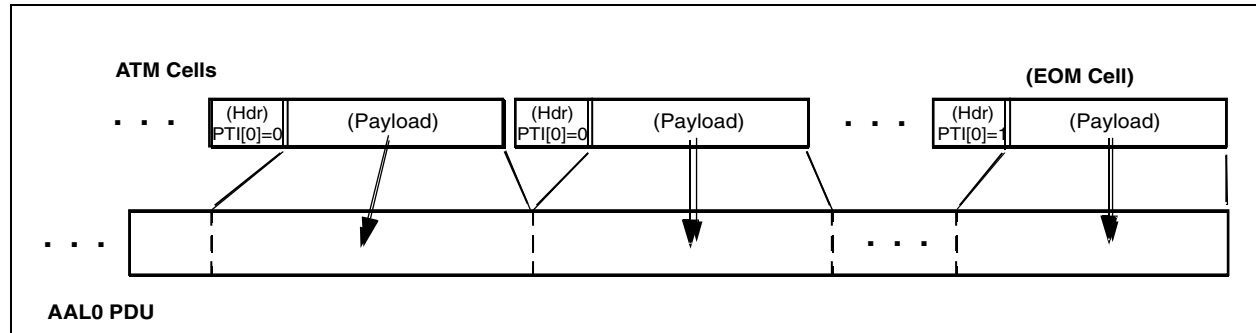 ATM Cells
(EOM Cell)
. . .
(Hdr)
PTI[0]=0
(Payload)
(Hdr)
PTI[0]=0
(Payload)
. . .
(Hdr)
PTI[0]=1
(Payload)
. . .
. . .
AAL0 PDU